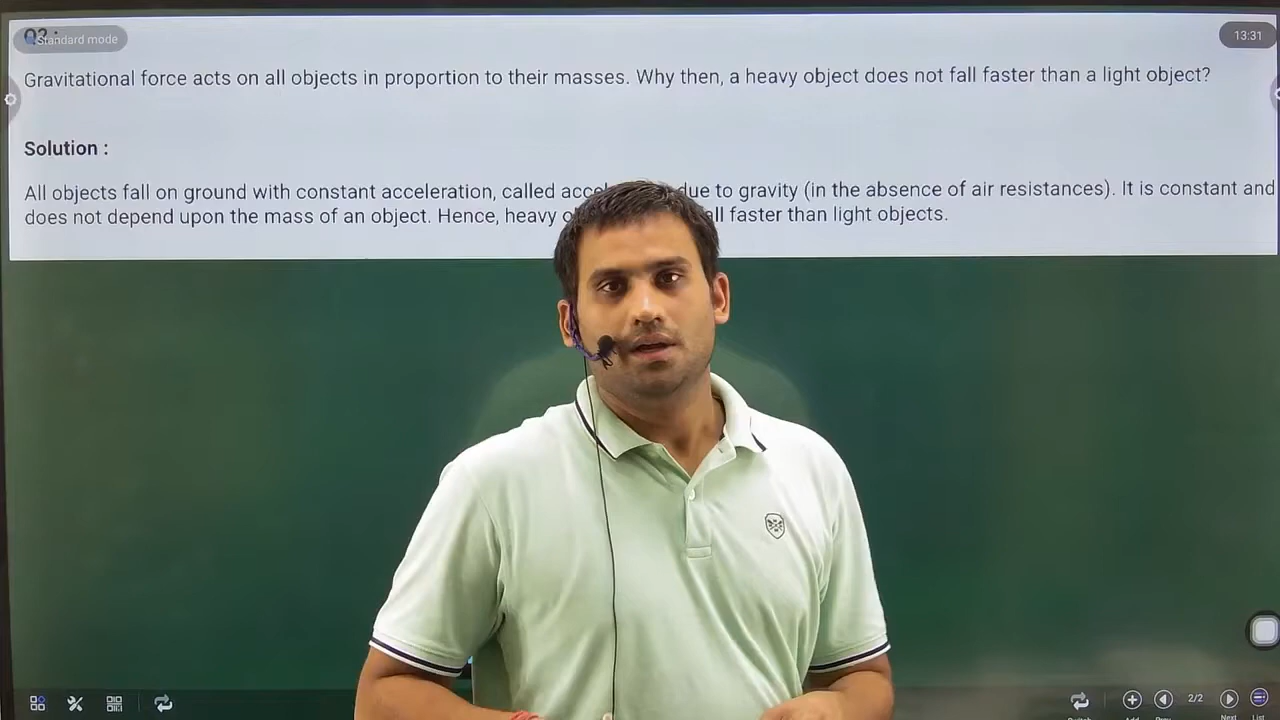 Q2 :
Standard mode
13:31
Gravitational force acts on all objects in proportion to their masses. Why then, a heavy object does not fall faster than a light object?
Solution :
All objects fall on ground with constant acceleration, called due to gravity (in the absence of air resistances). It is constant and
does not depend upon the mass of an object. Hence, heavy faster than light objects.
2/2